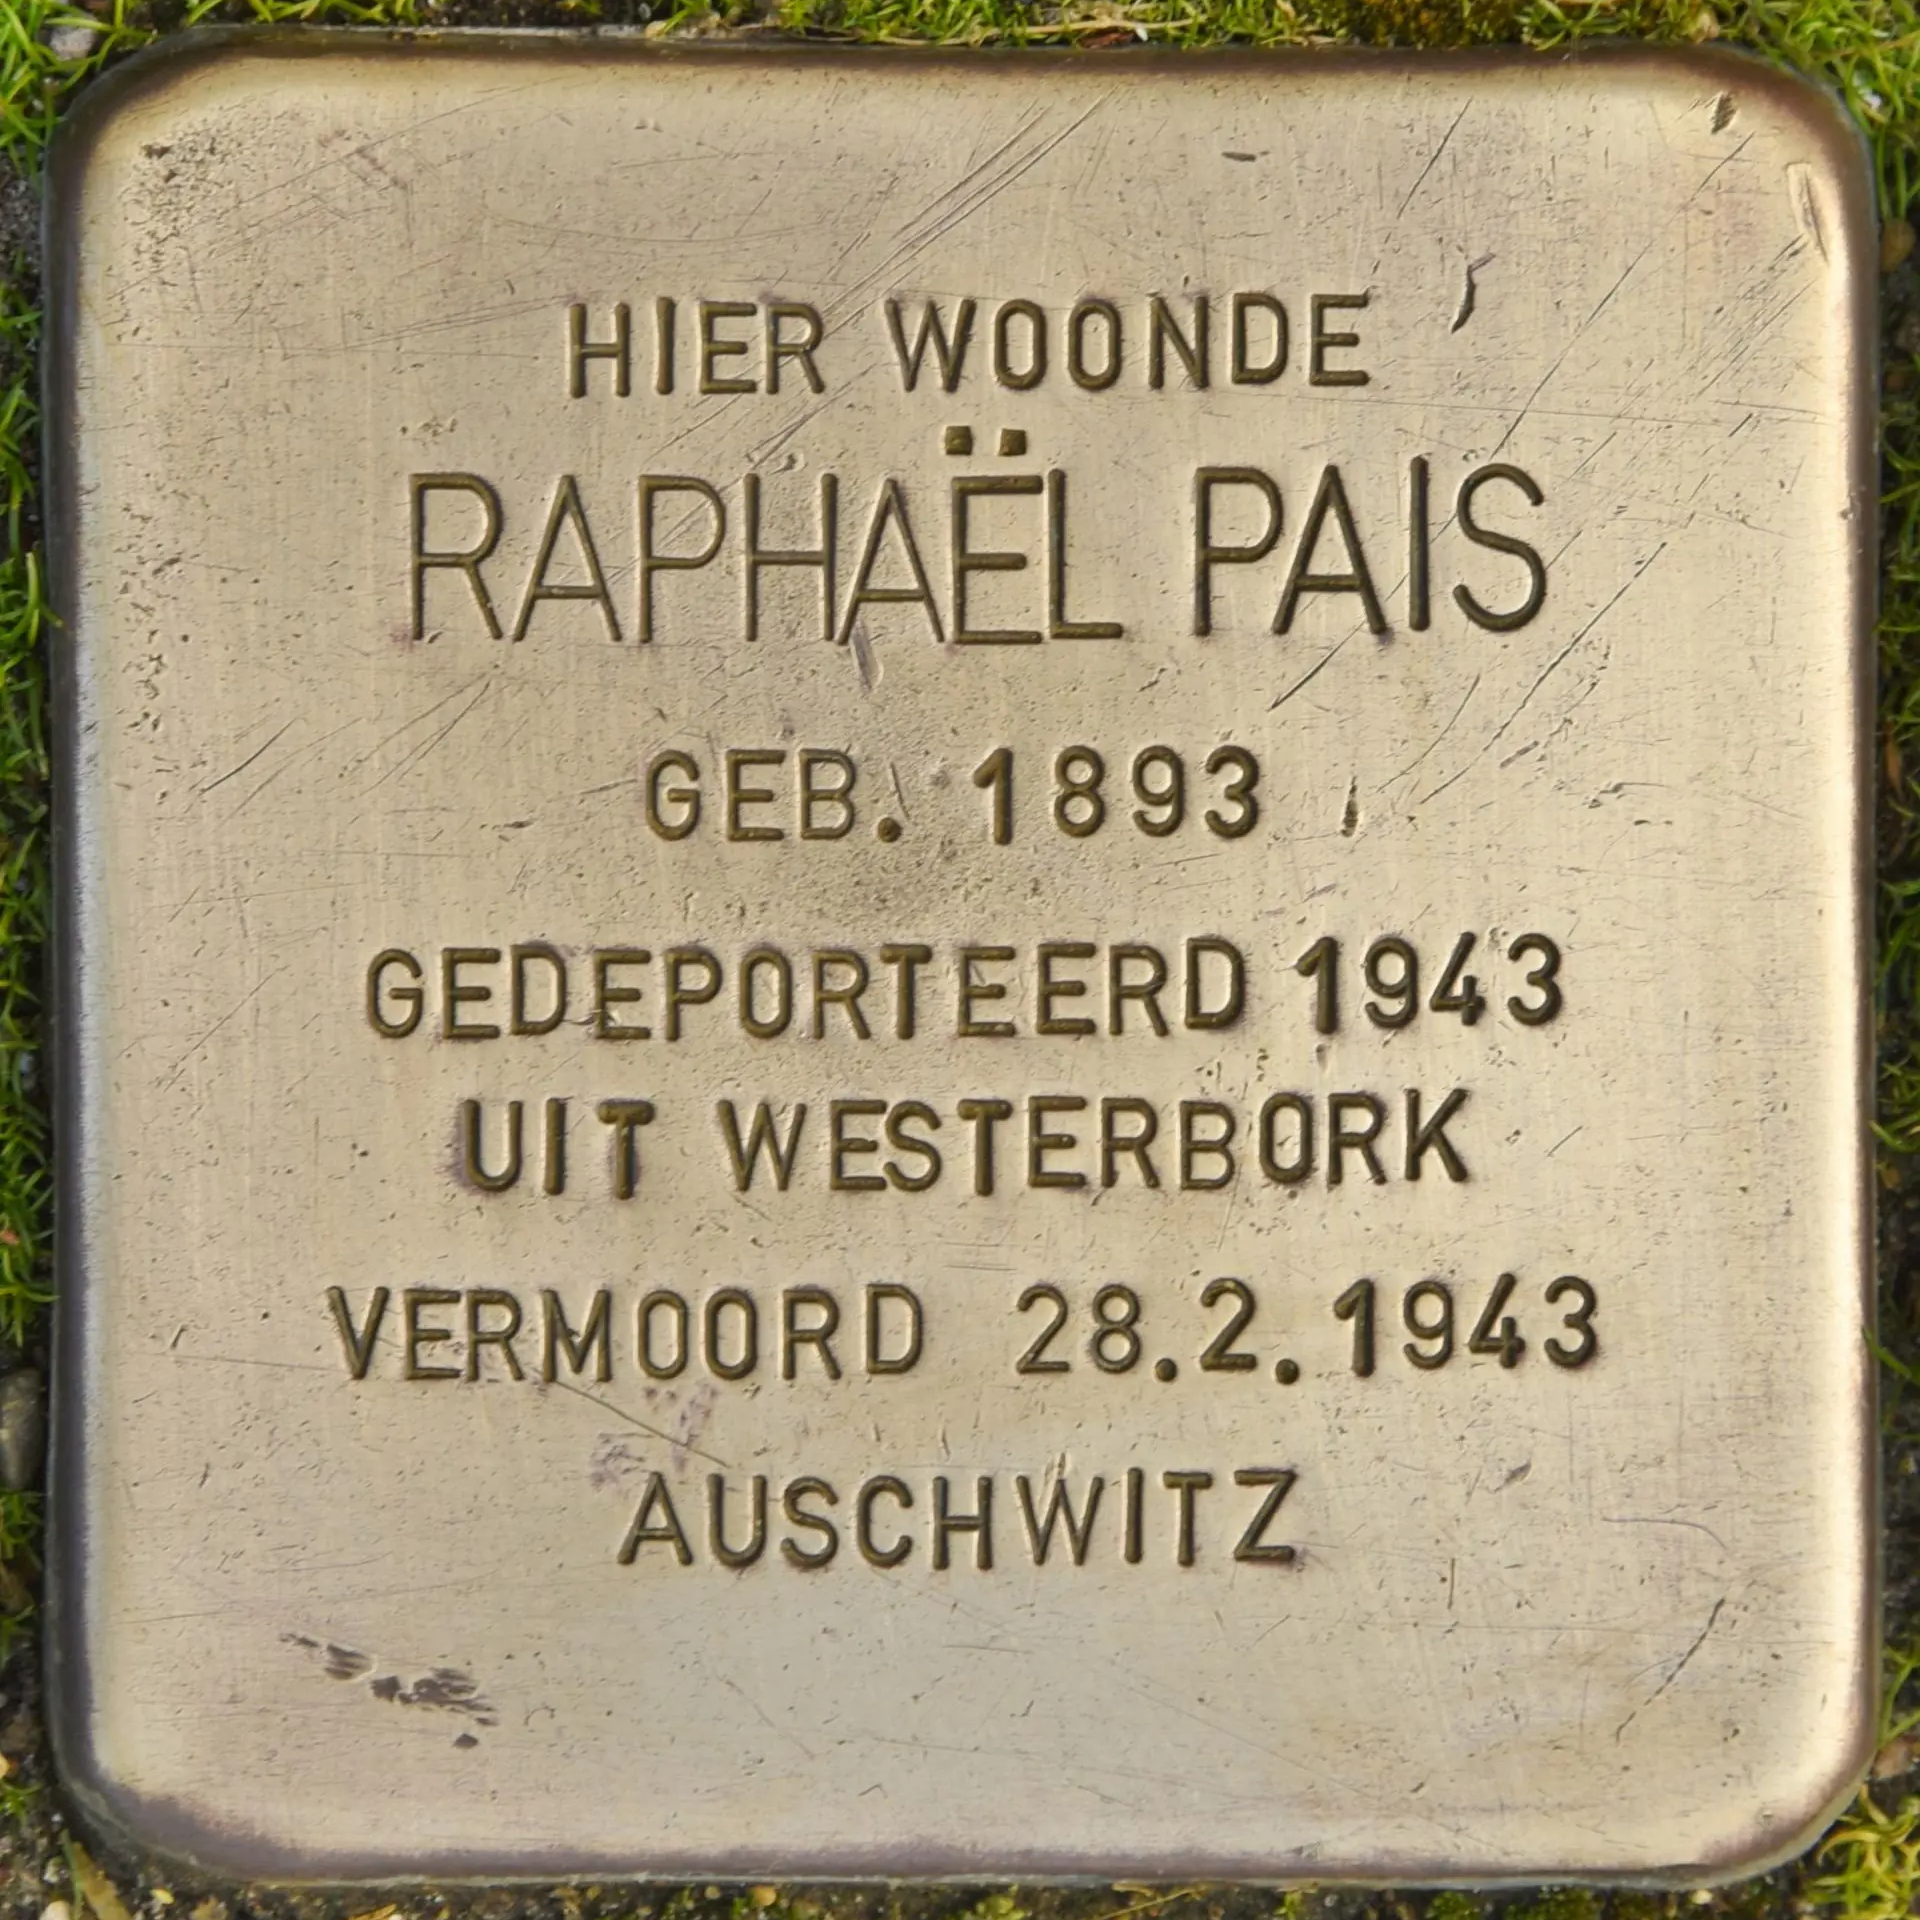 HIER WOONDE
RAPHAËL PAIS
GEB. 1893
GEDEPORTEERD 1943
UIT WESTERBORK
VERMOORD 28.2.1943
AUSCHWITZ